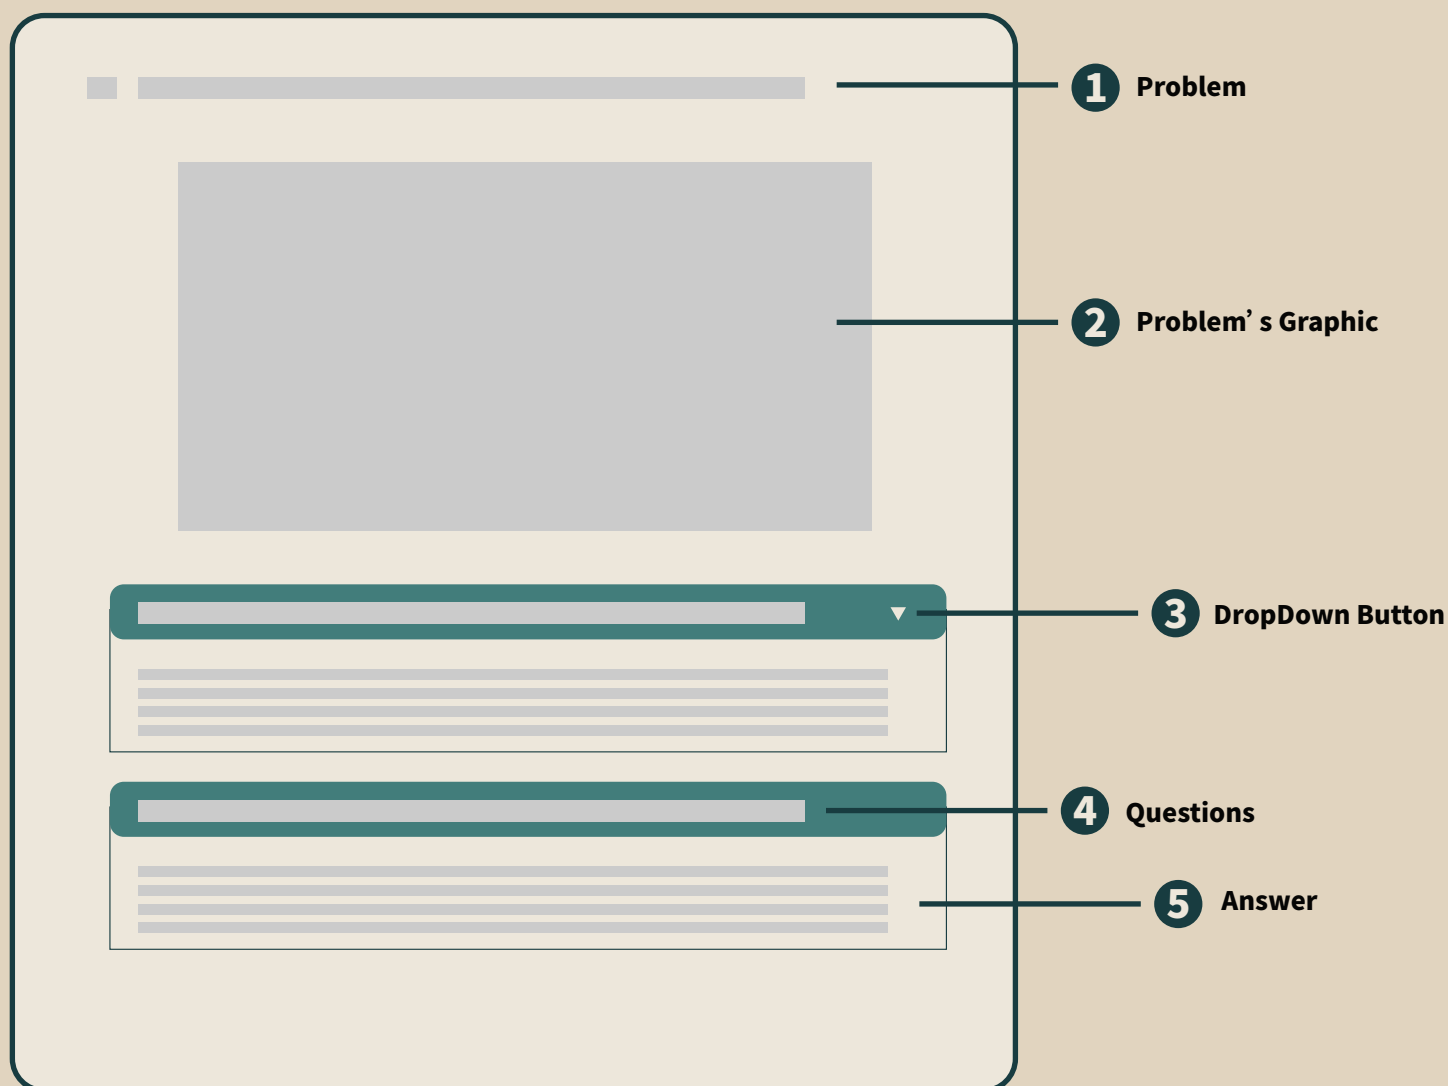 1 Problem
2 Problem’ s Graphic
3 DropDown Button
4 Questions
5 Answer